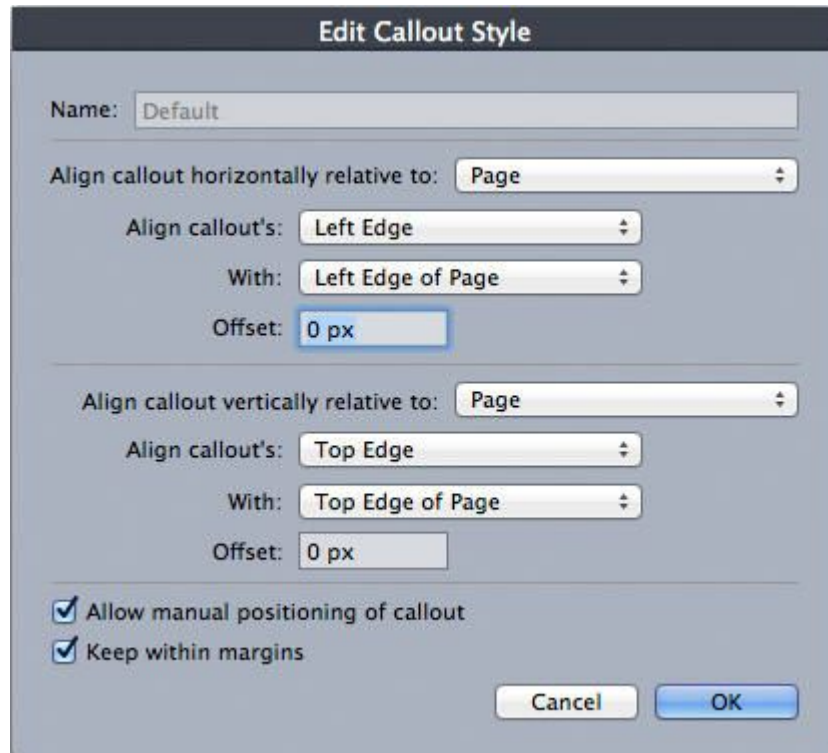 Edit Callout Style
Name: Default
Align callout horizontally relative to: Page
Align callout's: Left Edge
With: Left Edge of Page
Offset: 0 px
Align callout vertically relative to: Page
Align callout's: Top Edge
With: Top Edge of Page
Offset: 0 px
Allow manual positioning of callout
Keep within margins
Cancel OK